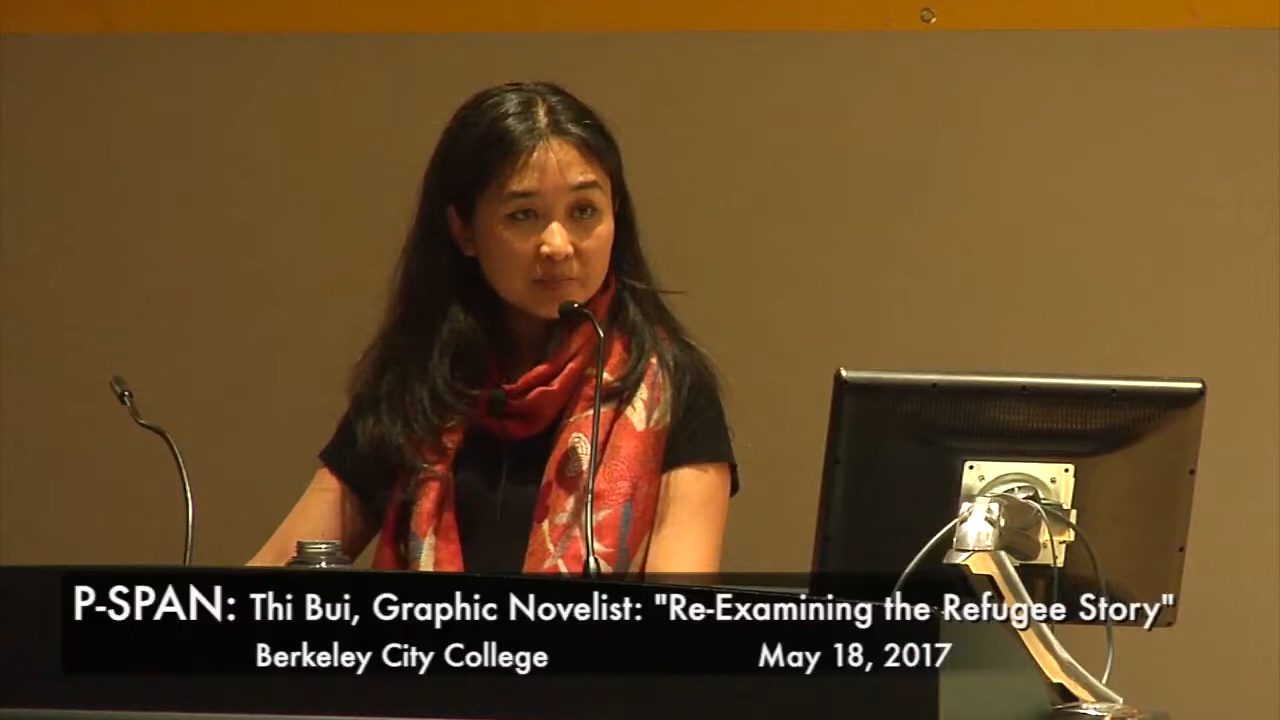 P-SPAN: Thi Bui, Graphic Novelist: "Re-Examining the Refugee Story"
Berkeley City College May 18, 2017